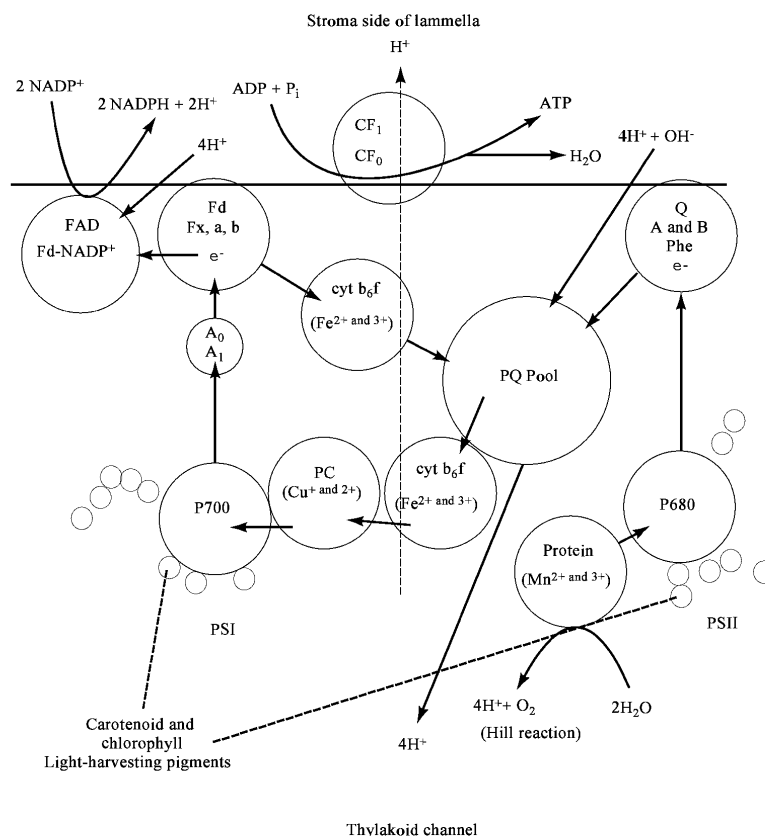 Stroma side of lammella
H⁺
2 NADP⁺
2 NADPH + 2H⁺
ADP + Pᵢ
ATP
CF₁
CF₀
4H⁺
H₂O
4H⁺ + OH⁻
FAD
Fd-NADP⁺
Fd
Fx, a, b
e⁻
Q
A and B
Phe
e-
cyt b₆f
(Fe²⁺ ᵃⁿᵈ ³⁺)
A₀
A₁
PQ Pool
P700
PC
(Cu⁺ ᵃⁿᵈ ²⁺)
cyt b₆f
(Fe²⁺ ᵃⁿᵈ ³⁺)
P680
Protein
(Mn²⁺ ᵃⁿᵈ ³⁺)
PSI
PSII
Carotenoid and
chlorophyll
Light-harvesting pigments
4H⁺
4H⁺+ O₂
(Hill reaction)
2H₂O
Thylakoid channel